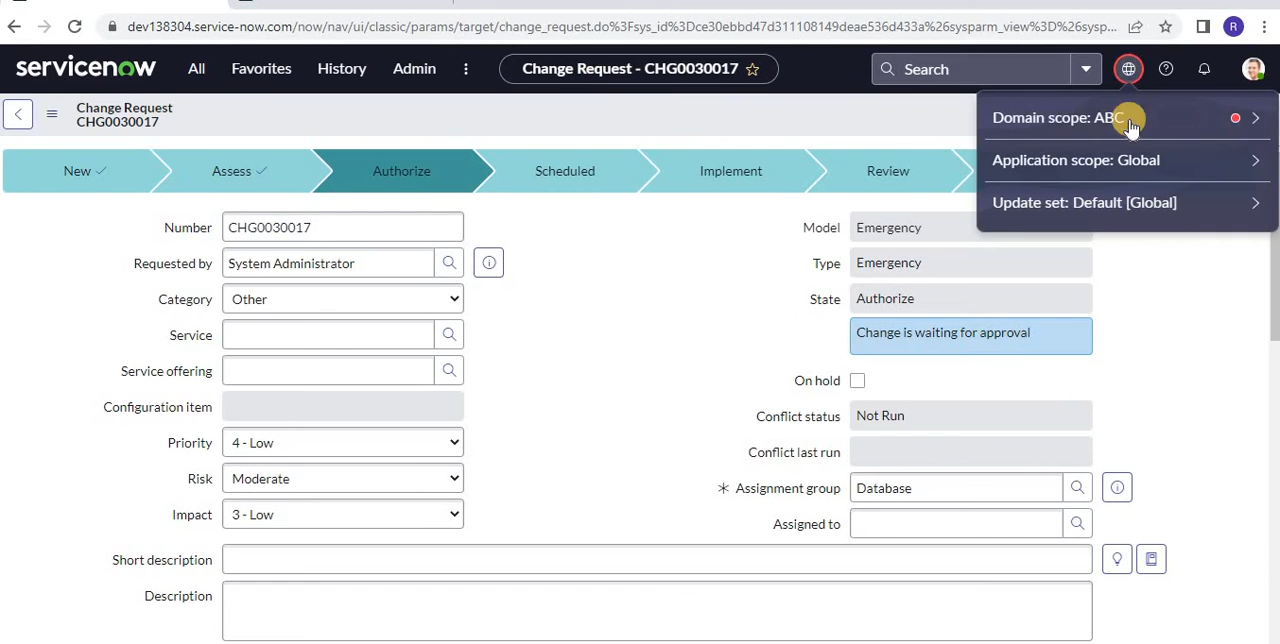 dev138304.service-now.com/now/nav/ui/classic/params/target/change_request.do%3Fsys_id%3Dce30ebbd47d311108149deae536d433a%26sysparm_view%3D%26sysp...
R
servicenow
All
Favorites
History
Admin
Change Request - CHG0030017
Search
Change Request
CHG0030017
Domain scope: ABC
Application scope: Global
Update set: Default [Global]
New
Assess
Authorize
Scheduled
Implement
Review
Number
CHG0030017
Requested by
System Administrator
Category
Other
Service
Service offering
Configuration item
Priority
4 - Low
Risk
Moderate
Impact
3 - Low
Model
Emergency
Type
Emergency
State
Authorize
Change is waiting for approval
On hold
Conflict status
Not Run
Conflict last run
Assignment group
Database
Assigned to
Short description
Description